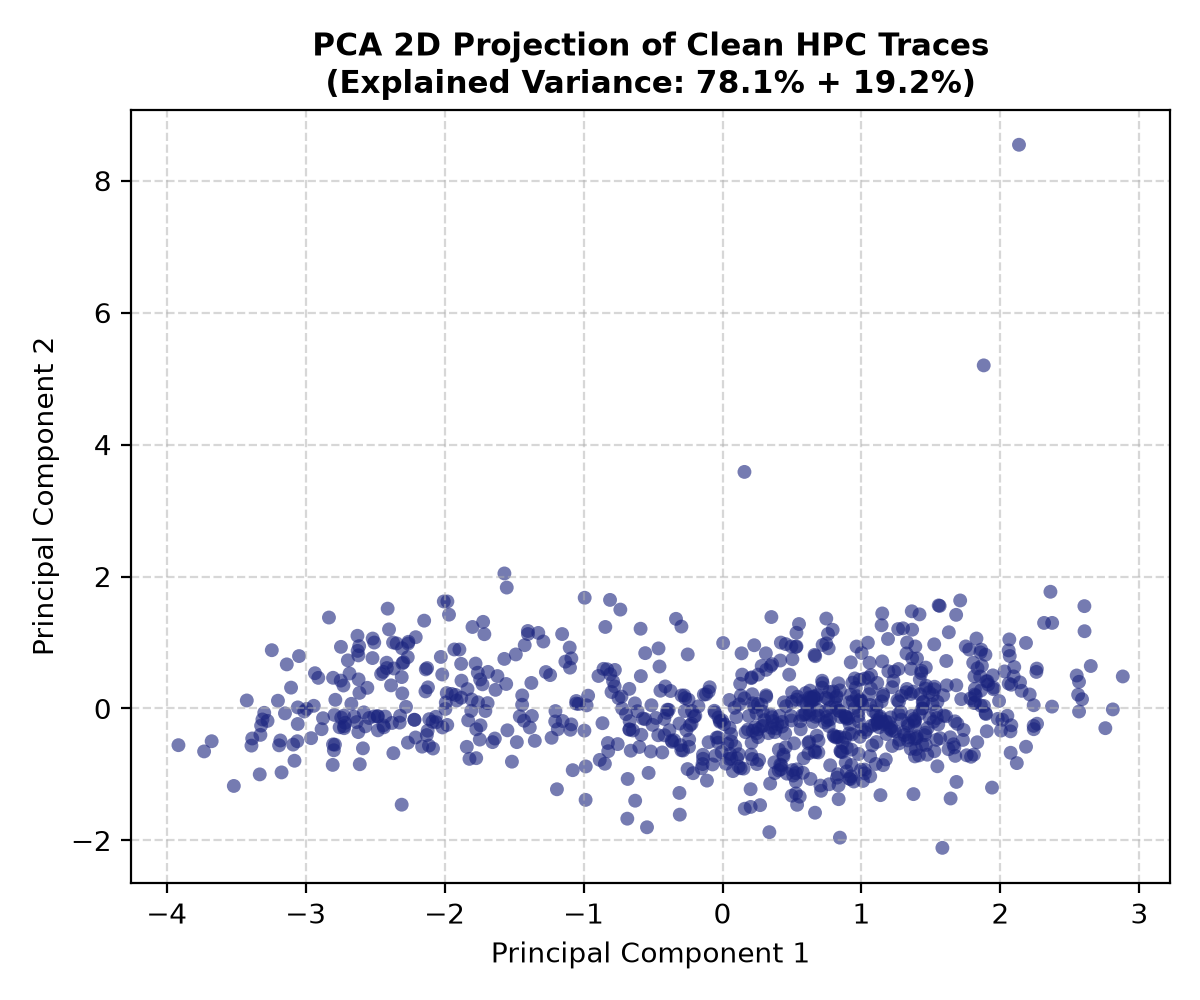 PCA 2D Projection of Clean HPC Traces
(Explained Variance: 78.1% + 19.2%)
8
6
4
2
0
−2
Principal Component 2
−4 −3 −2 −1 0 1 2 3
Principal Component 1